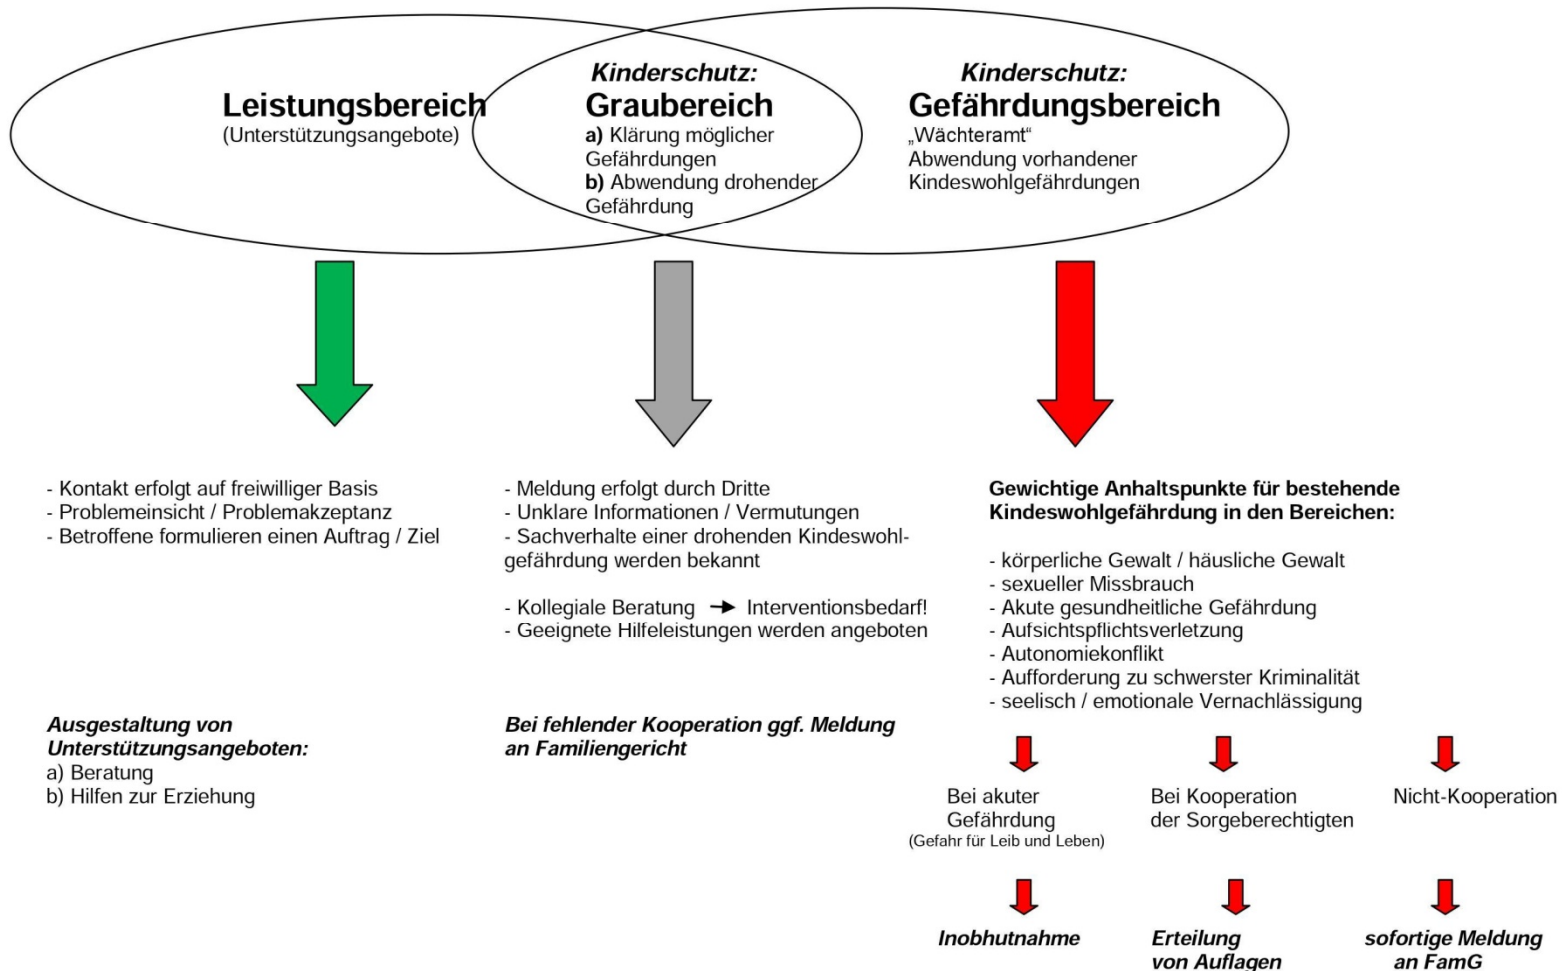 Leistungsbereich
(Unterstützungsangebote)
Kinderschutz:
Graubereich
a) Klärung möglicher
Gefährdungen
b) Abwendung drohender
Gefährdung
Kinderschutz:
Gefährdungsbereich
„Wächteramt“
Abwendung vorhandener
Kindeswohlgefährdungen
- Kontakt erfolgt auf freiwilliger Basis
- Problemeinsicht / Problemakzeptanz
- Betroffene formulieren einen Auftrag / Ziel
Ausgestaltung von
Unterstützungsangeboten:
a) Beratung
b) Hilfen zur Erziehung
- Meldung erfolgt durch Dritte
- Unklare Informationen / Vermutungen
- Sachverhalte einer drohenden Kindeswohl-
gefährdung werden bekannt
- Kollegiale Beratung → Interventionsbedarf!
- Geeignete Hilfeleistungen werden angeboten
Bei fehlender Kooperation ggf. Meldung
an Familiengericht
Gewichtige Anhaltspunkte für bestehende
Kindeswohlgefährdung in den Bereichen:
- körperliche Gewalt / häusliche Gewalt
- sexueller Missbrauch
- Akute gesundheitliche Gefährdung
- Aufsichtspflichtsverletzung
- Autonomiekonflikt
- Aufforderung zu schwerster Kriminalität
- seelisch / emotionale Vernachlässigung
Bei akuter
Gefährdung
(Gefahr für Leib und Leben)
Inobhutnahme
Bei Kooperation
der Sorgeberechtigten
Erteilung
von Auflagen
Nicht-Kooperation
sofortige Meldung
an FamG